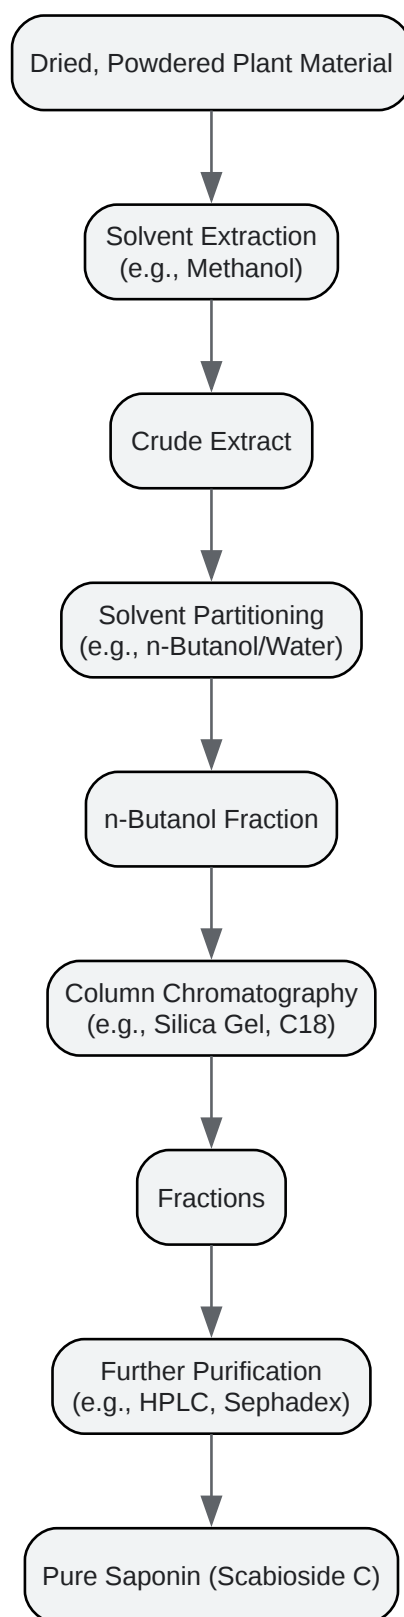 Dried, Powdered Plant Material
Solvent Extraction
(e.g., Methanol)
Crude Extract
Solvent Partitioning
(e.g., n-Butanol/Water)
n-Butanol Fraction
Column Chromatography
(e.g., Silica Gel, C18)
Fractions
Further Purification
(e.g., HPLC, Sephadex)
Pure Saponin (Scabioside C)